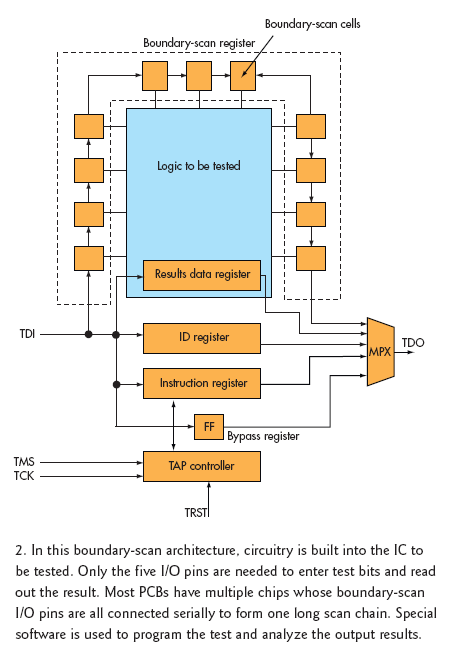 Boundary-scan cells
Boundary-scan register
Logic to be tested
Results data register
TDI
ID register
MPX
TDO
Instruction register
FF
Bypass register
TMS
TCK
TAP controller
TRST
2. In this boundary-scan architecture, circuitry is built into the IC to
be tested. Only the five I/O pins are needed to enter test bits and read
out the result. Most PCBs have multiple chips whose boundary-scan
I/O pins are all connected serially to form one long scan chain. Special
software is used to program the test and analyze the output results.